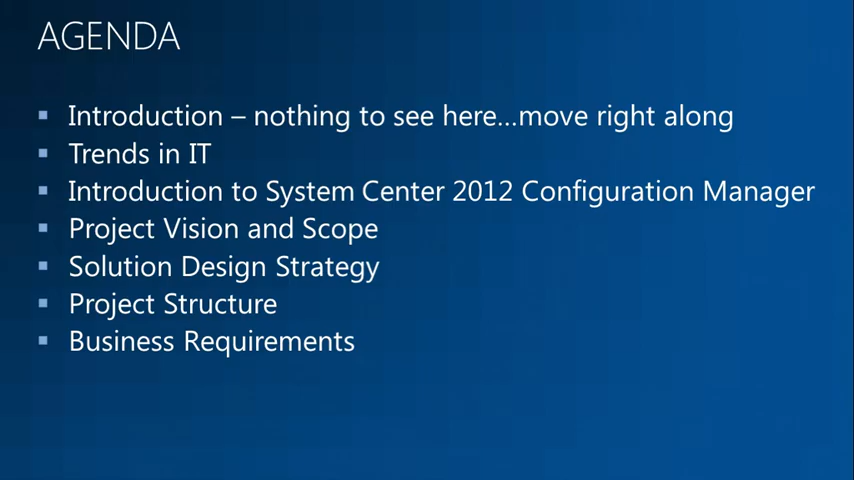 AGENDA
Introduction – nothing to see here...move right along
Trends in IT
Introduction to System Center 2012 Configuration Manager
Project Vision and Scope
Solution Design Strategy
Project Structure
Business Requirements